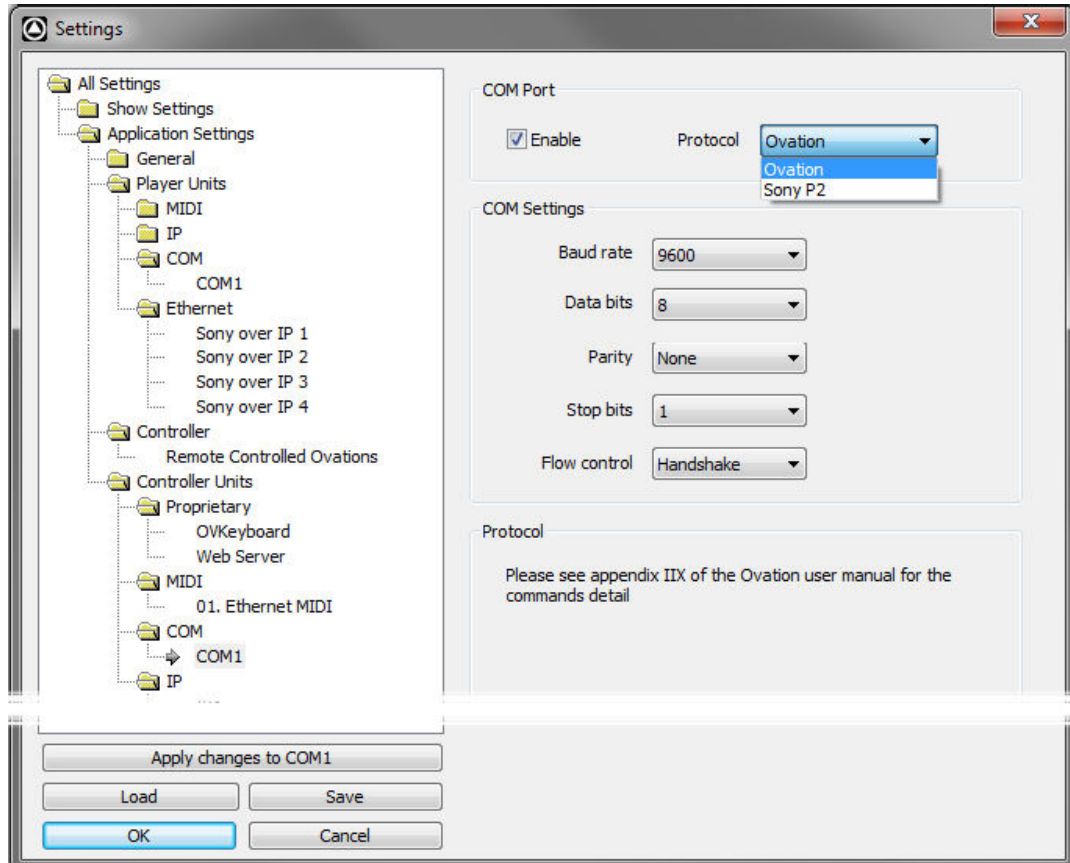 Settings
All Settings
Show Settings
Application Settings
General
Player Units
MIDI
IP
COM
COM1
Ethernet
Sony over IP 1
Sony over IP 2
Sony over IP 3
Sony over IP 4
Controller
Remote Controlled Ovations
Controller Units
Proprietary
OVKeyboard
Web Server
MIDI
01. Ethernet MIDI
COM
COM1
IP
Apply changes to COM1
Load Save
OK Cancel
COM Port
Enable Protocol Ovation
Ovation
Sony P2
COM Settings
Baud rate 9600
Data bits 8
Parity None
Stop bits 1
Flow control Handshake
Protocol
Please see appendix IIX of the Ovation user manual for the
commands detail